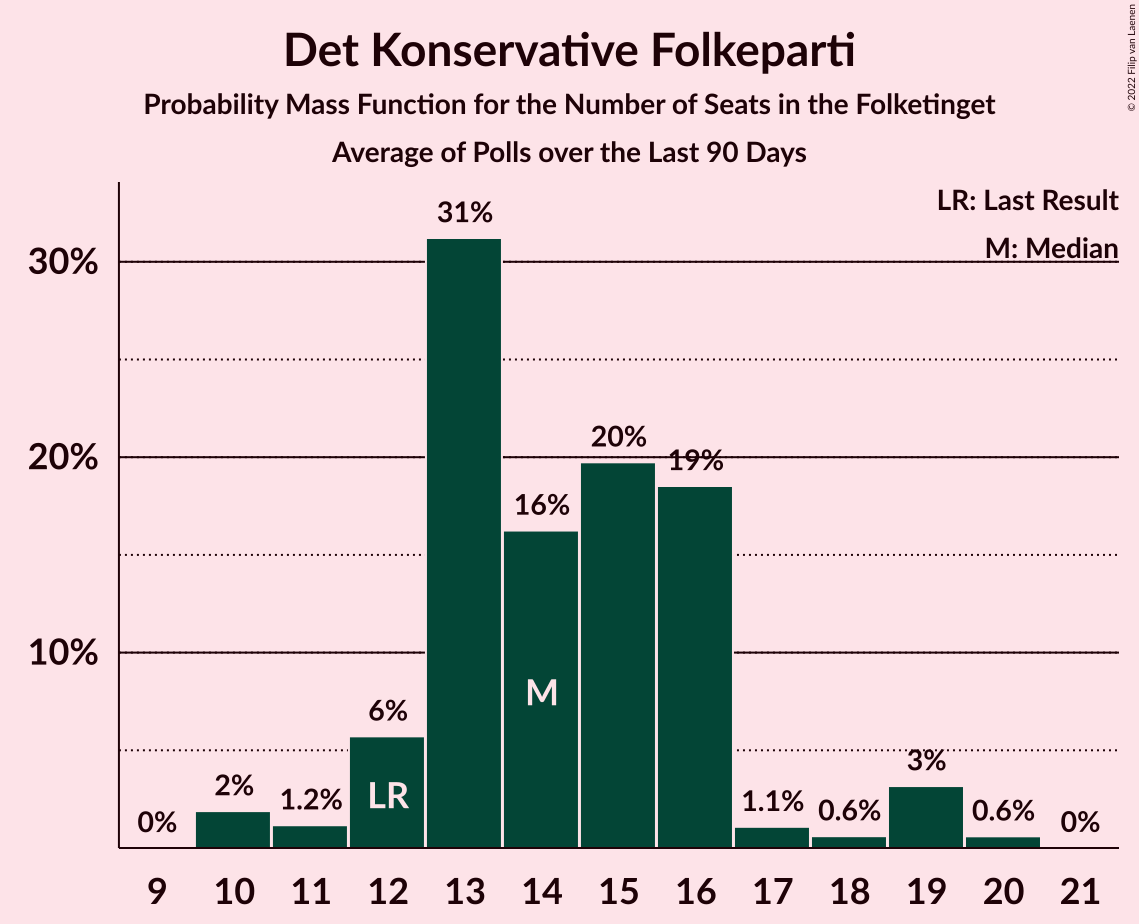 Det Konservative Folkeparti
Probability Mass Function for the Number of Seats in the Folketinget
Average of Polls over the Last 90 Days
© 2022 Filip van Laenen
LR: Last Result
M: Median
30%
20%
10%
0%
2%
1.2%
6%
31%
16%
20%
19%
1.1%
0.6%
3%
0.6%
0%
LR
M
9 10 11 12 13 14 15 16 17 18 19 20 21